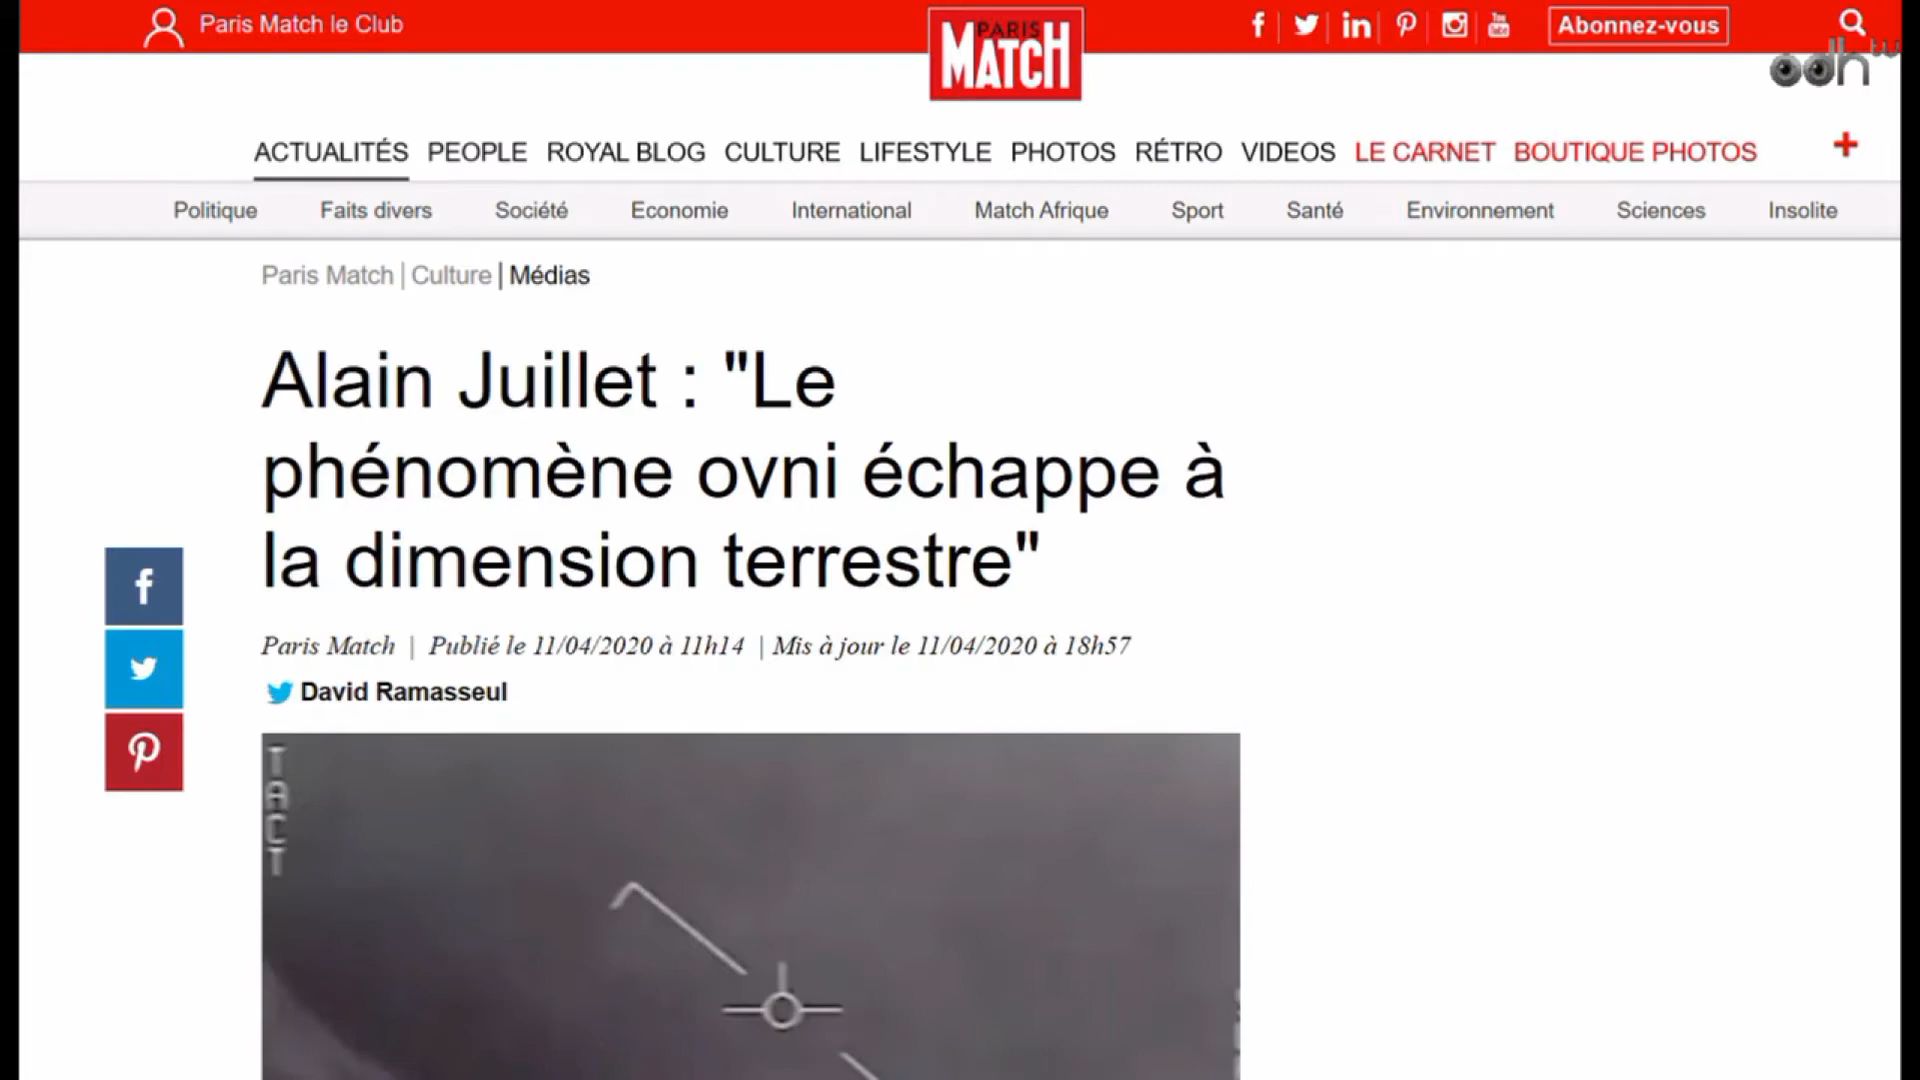 Paris Match le Club
PARIS
MATCH
Abonnez-vous
odh tv
ACTUALITÉS PEOPLE ROYAL BLOG CULTURE LIFESTYLE PHOTOS RÉTRO VIDEOS LE CARNET BOUTIQUE PHOTOS +
Politique Faits divers Société Economie International Match Afrique Sport Santé Environnement Sciences Insolite
Paris Match | Culture | Médias
Alain Juillet : "Le
phénomène ovni échappe à
la dimension terrestre"
Paris Match | Publié le 11/04/2020 à 11h14 | Mis à jour le 11/04/2020 à 18h57
David Ramasseul
TACT